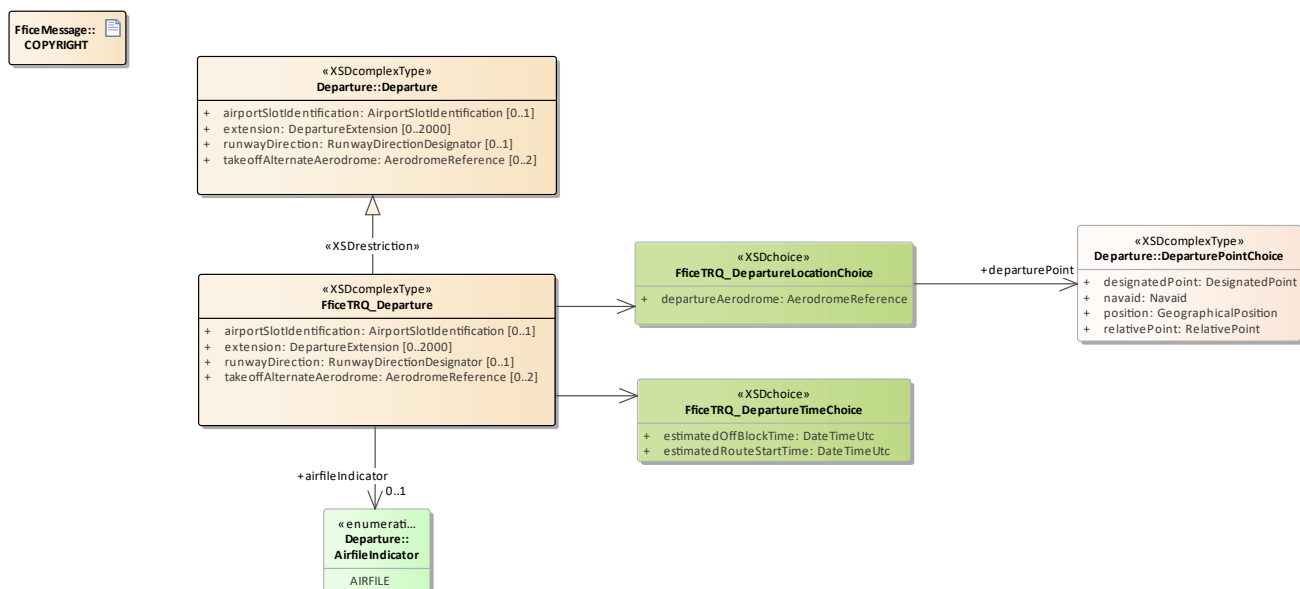 FficeMessage::
COPYRIGHT
«XSDcomplexType»
Departure::Departure
+ airportSlotIdentification: AirportSlotIdentification [0..1]
+ extension: DepartureExtension [0..2000]
+ runwayDirection: RunwayDirectionDesignator [0..1]
+ takeoffAlternateAerodrome: AerodromeReference [0..2]
«XSDrestriction»
«XSDcomplexType»
FficeTRQ_Departure
+ airportSlotIdentification: AirportSlotIdentification [0..1]
+ extension: DepartureExtension [0..2000]
+ runwayDirection: RunwayDirectionDesignator [0..1]
+ takeoffAlternateAerodrome: AerodromeReference [0..2]
«XSDchoice»
FficeTRQ_DepartureLocationChoice
+ departureAerodrome: AerodromeReference
+departurePoint
«XSDcomplexType»
Departure::DeparturePointChoice
+ designatedPoint: DesignatedPoint
+ navaid: Navaid
+ position: GeographicalPosition
+ relativePoint: RelativePoint
«XSDchoice»
FficeTRQ_DepartureTimeChoice
+ estimatedOffBlockTime: DateTimeUtc
+ estimatedRouteStartTime: DateTimeUtc
+airfileIndicator
0..1
«enumerati...
Departure::
AirfileIndicator
AIRFILE